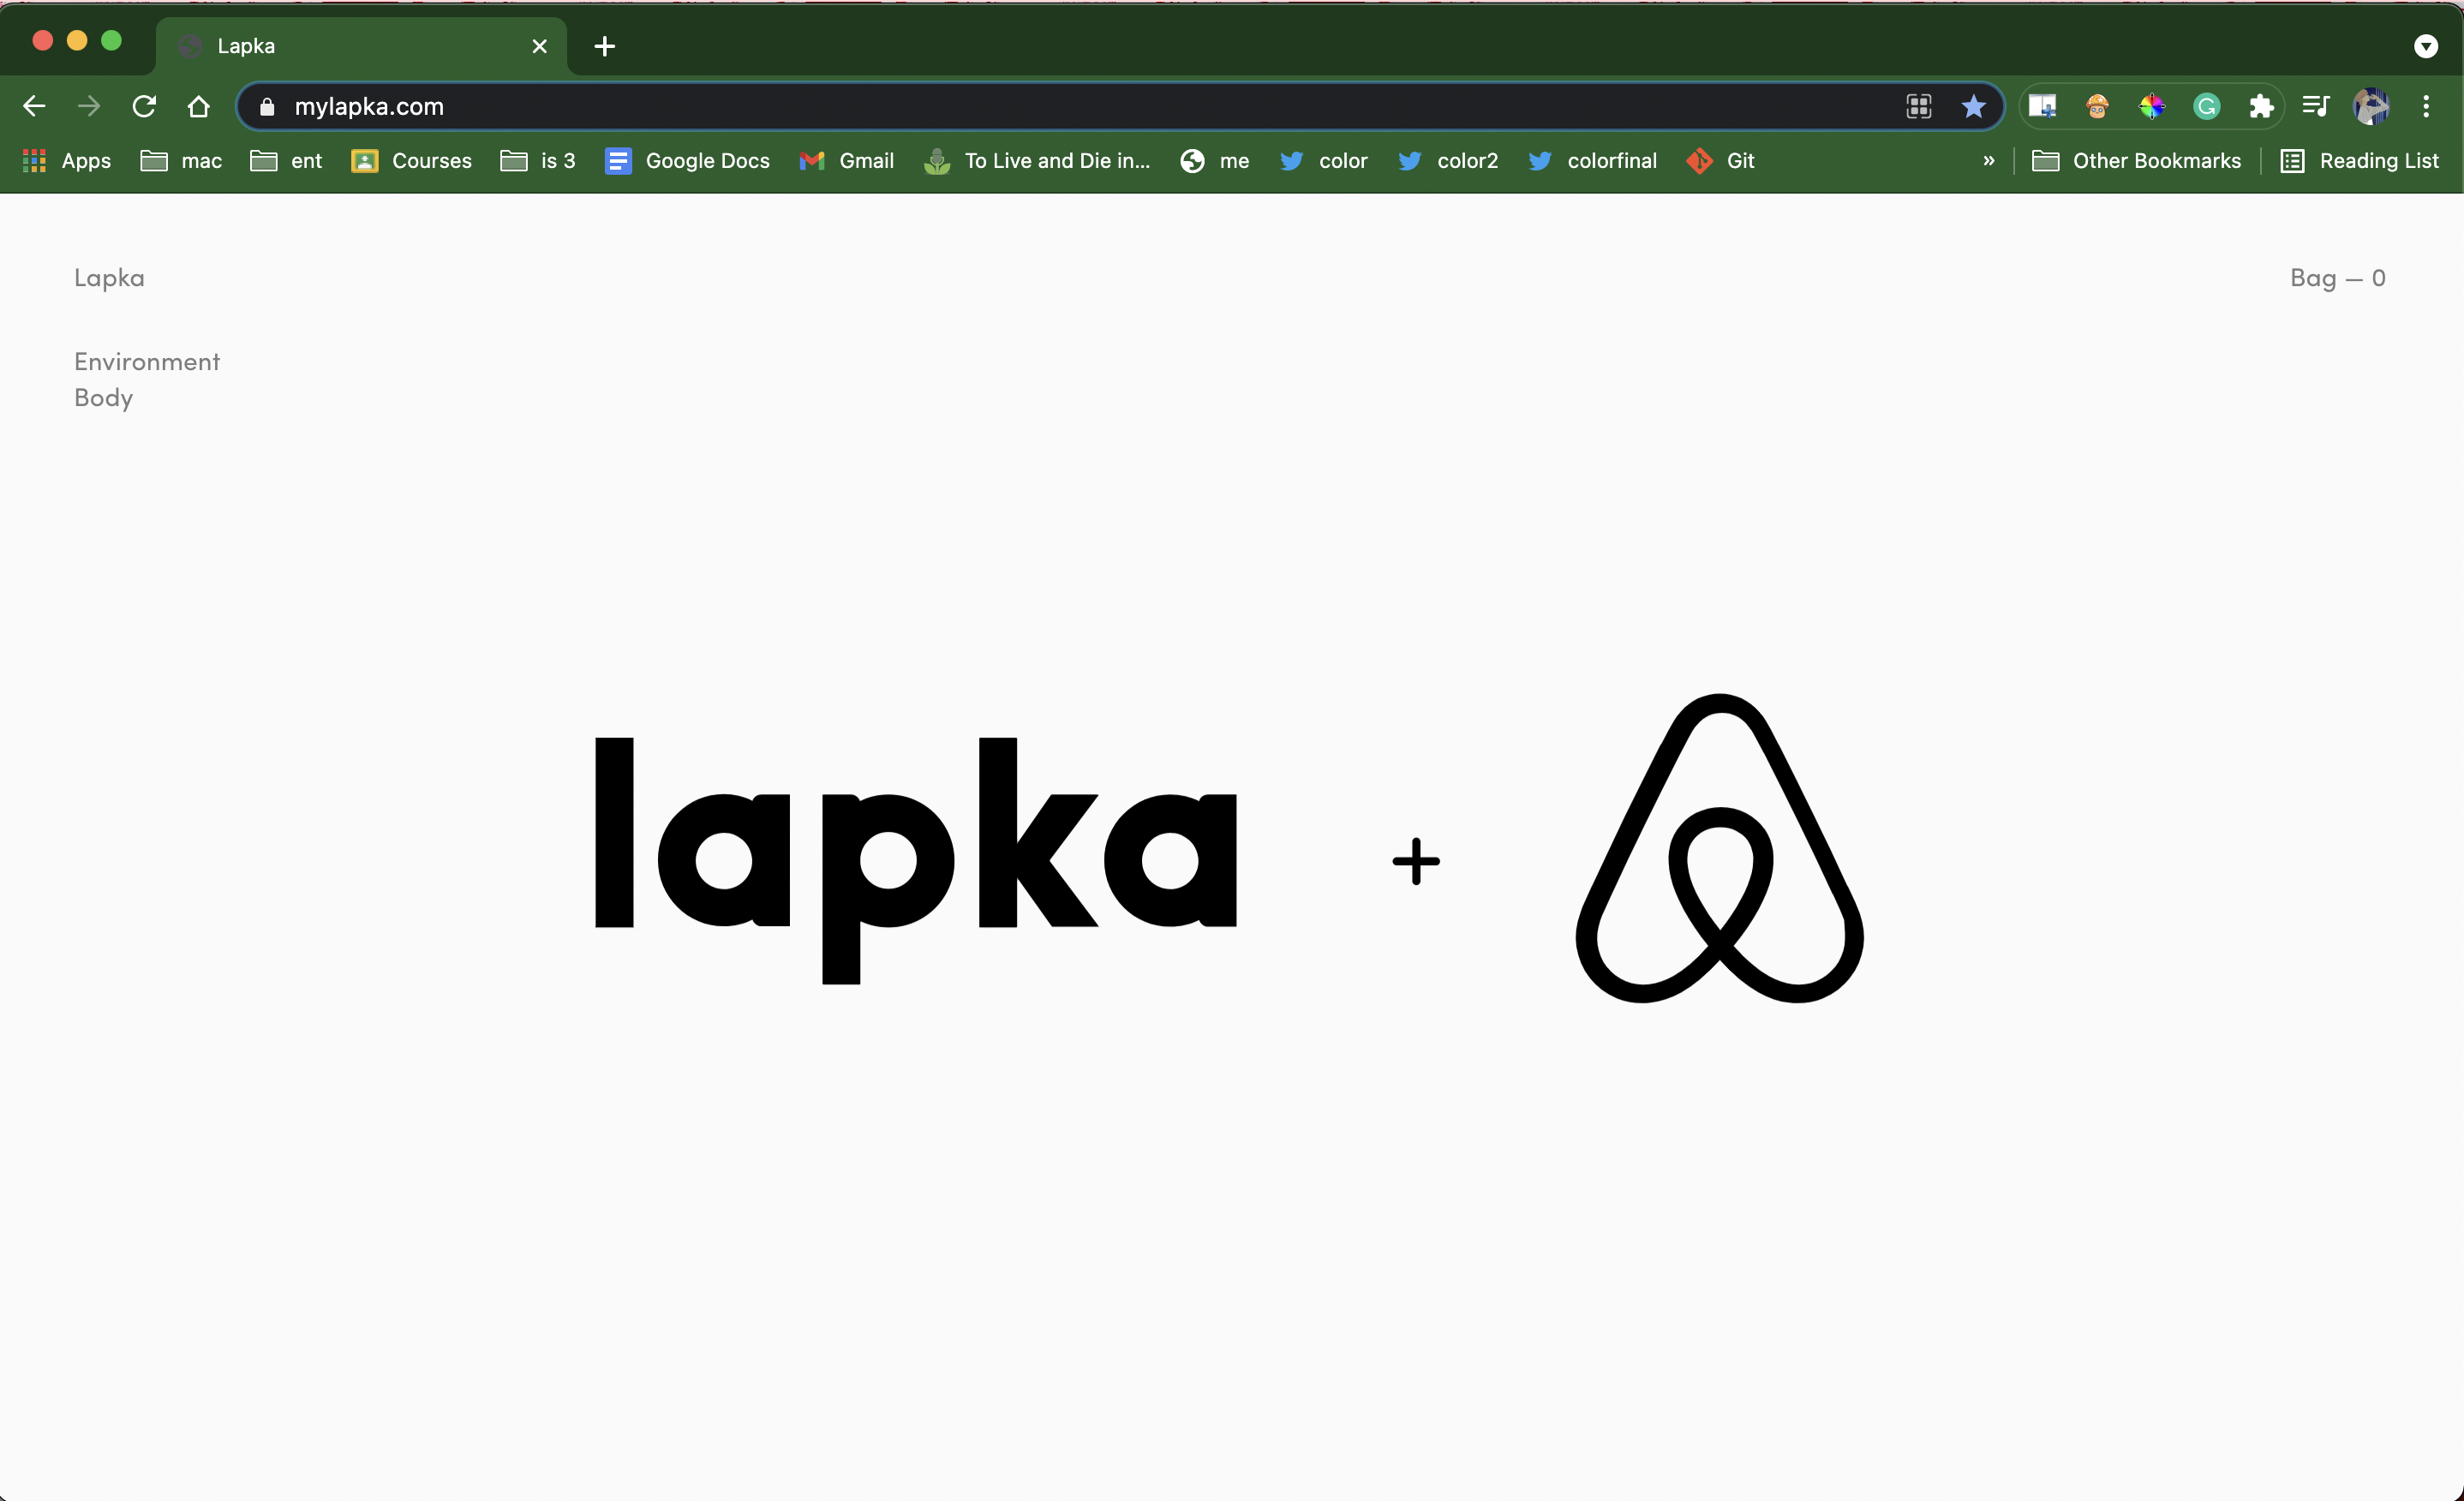 Lapka
mylapka.com
Apps mac ent Courses is 3 Google Docs Gmail To Live and Die in... me color color2 colorfinal Git » Other Bookmarks Reading List
Lapka Bag — 0
Environment
Body
lapka +